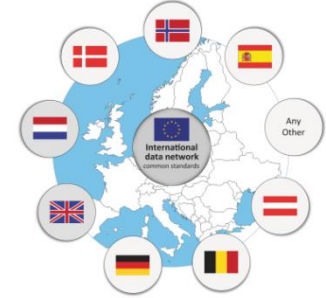 Any
Other
International
data network
common standards